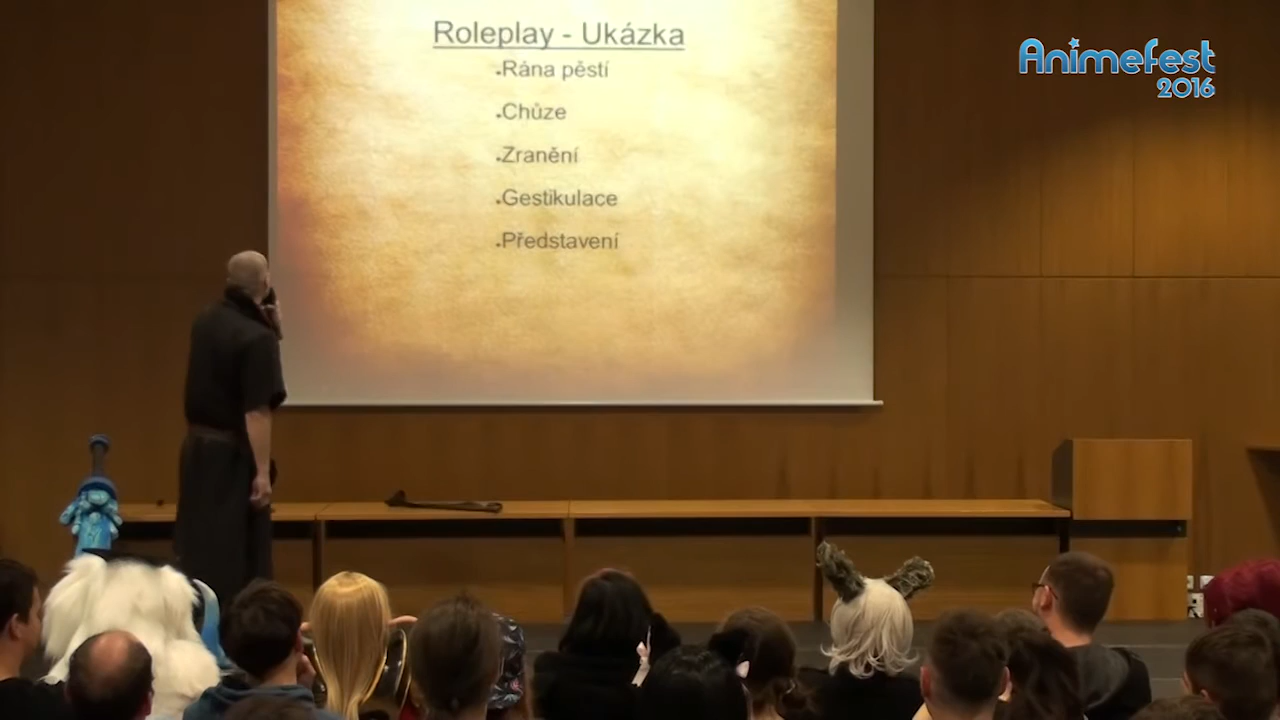 Roleplay - Ukázka
.Rána pěstí
.Chůze
.Zranění
.Gestikulace
.Představení
Animefest
2016